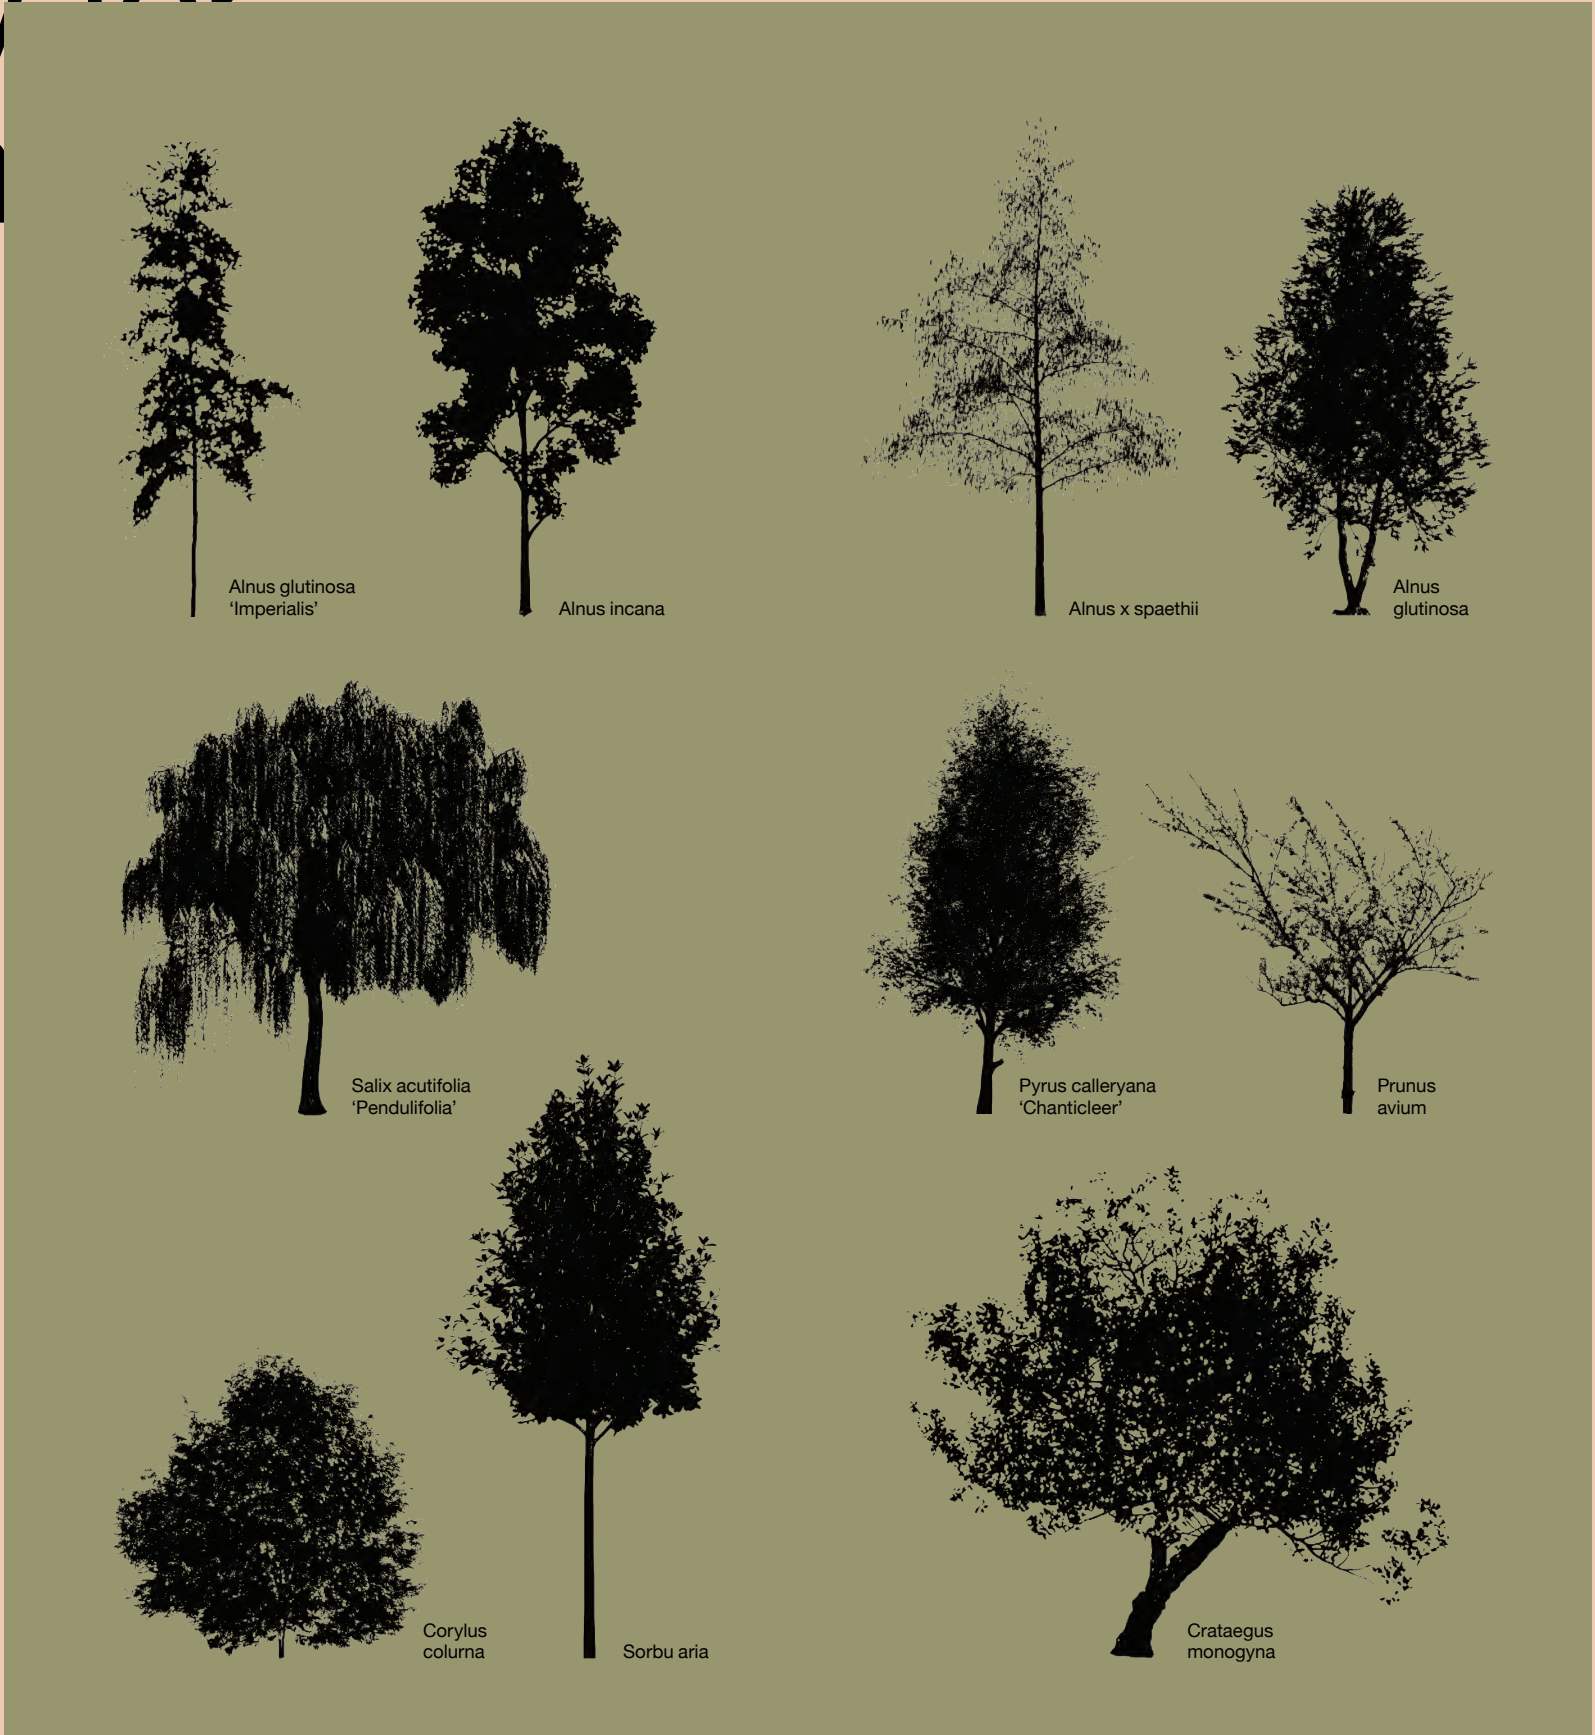 Alnus glutinosa
‘Imperialis’
Alnus incana
Alnus x spaethii
Alnus
glutinosa
Salix acutifolia
‘Pendulifolia’
Pyrus calleryana
‘Chanticleer’
Prunus
avium
Corylus
colurna
Sorbu aria
Crataegus
monogyna